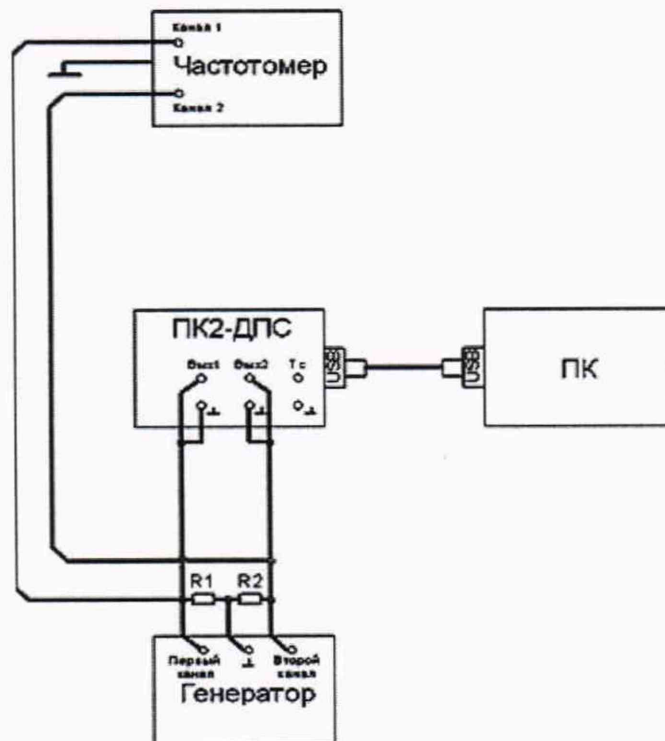 Канал 1
Частотомер
Канал 2
ПК2-ДПС
Вых1 Вых2 Тс
USB
USB
ПК
R1 R2
Первый канал
Второй канал
Генератор